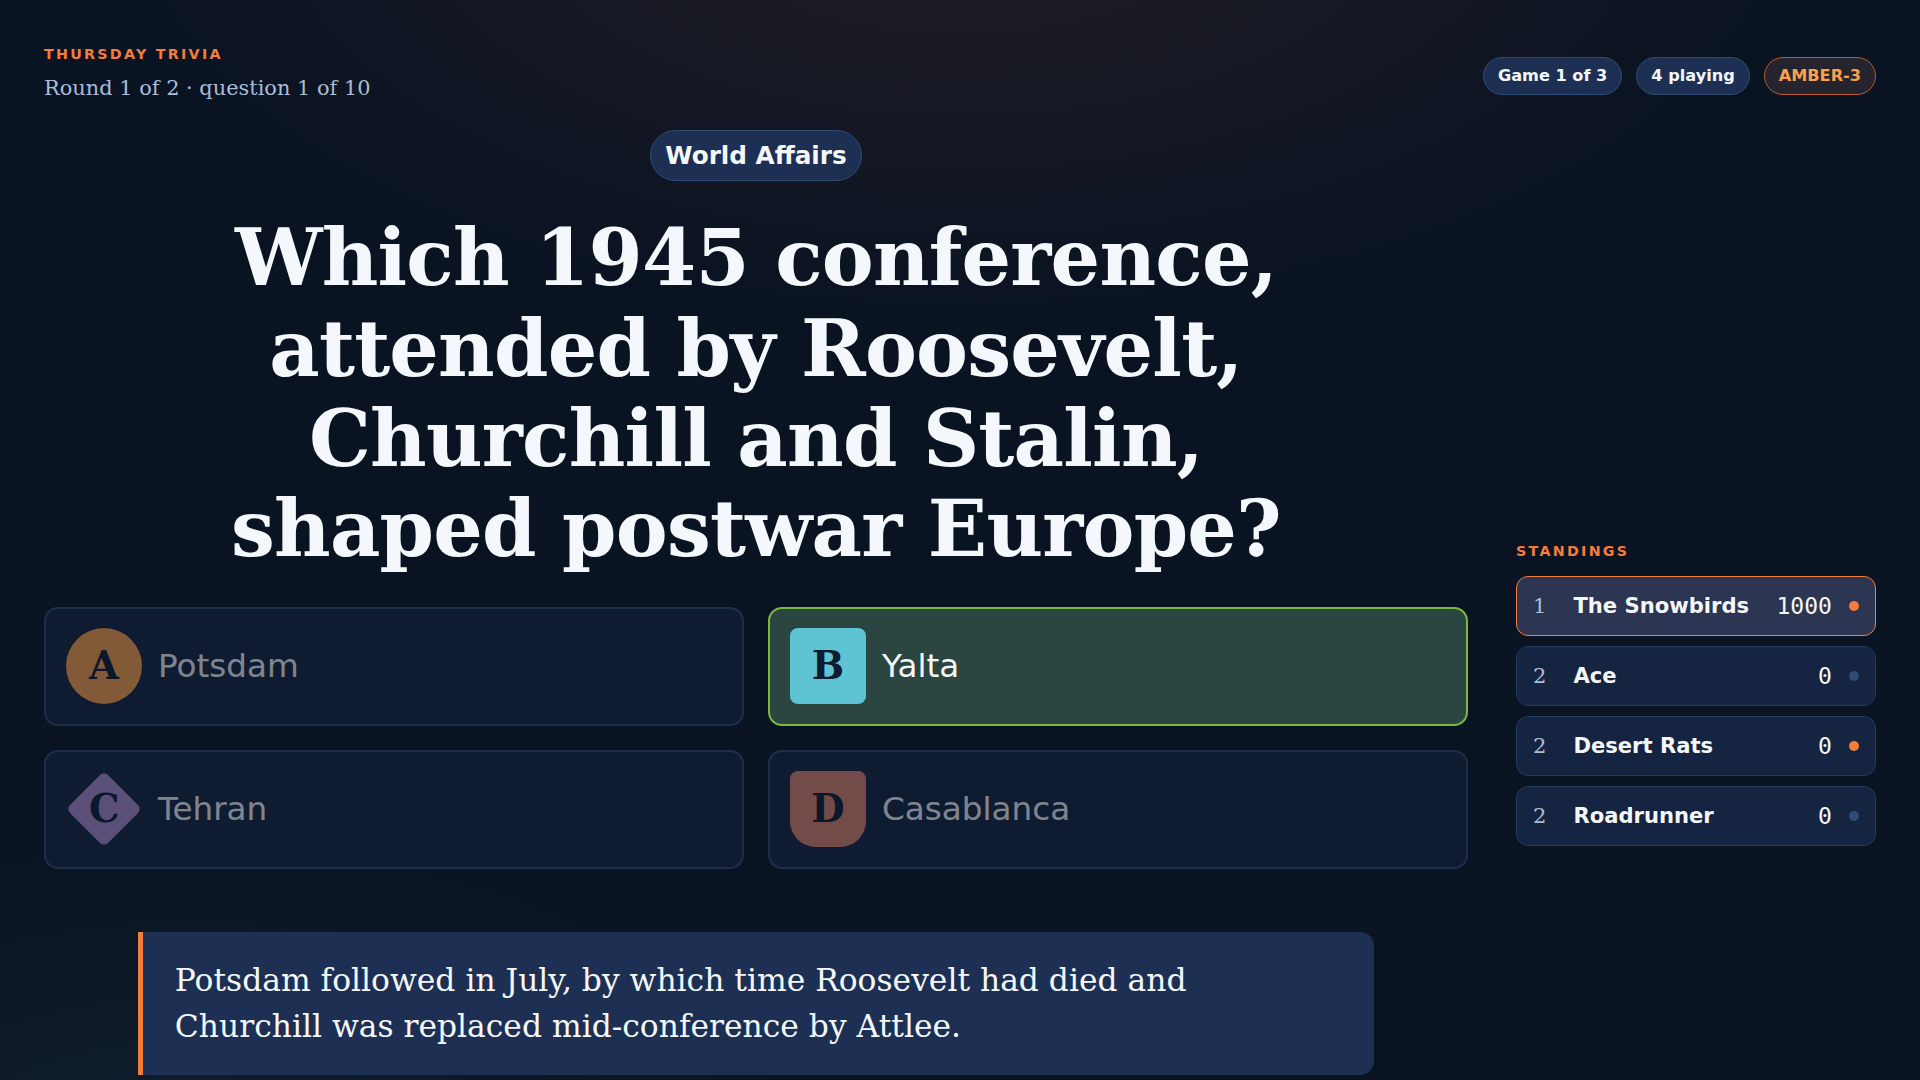 THURSDAY TRIVIA
Round 1 of 2 · question 1 of 10
Game 1 of 3
4 playing
AMBER-3
World Affairs
Which 1945 conference,
attended by Roosevelt,
Churchill and Stalin,
shaped postwar Europe?
A Potsdam
B Yalta
C Tehran
D Casablanca
STANDINGS
1 The Snowbirds 1000
2 Ace 0
2 Desert Rats 0
2 Roadrunner 0
Potsdam followed in July, by which time Roosevelt had died and
Churchill was replaced mid-conference by Attlee.